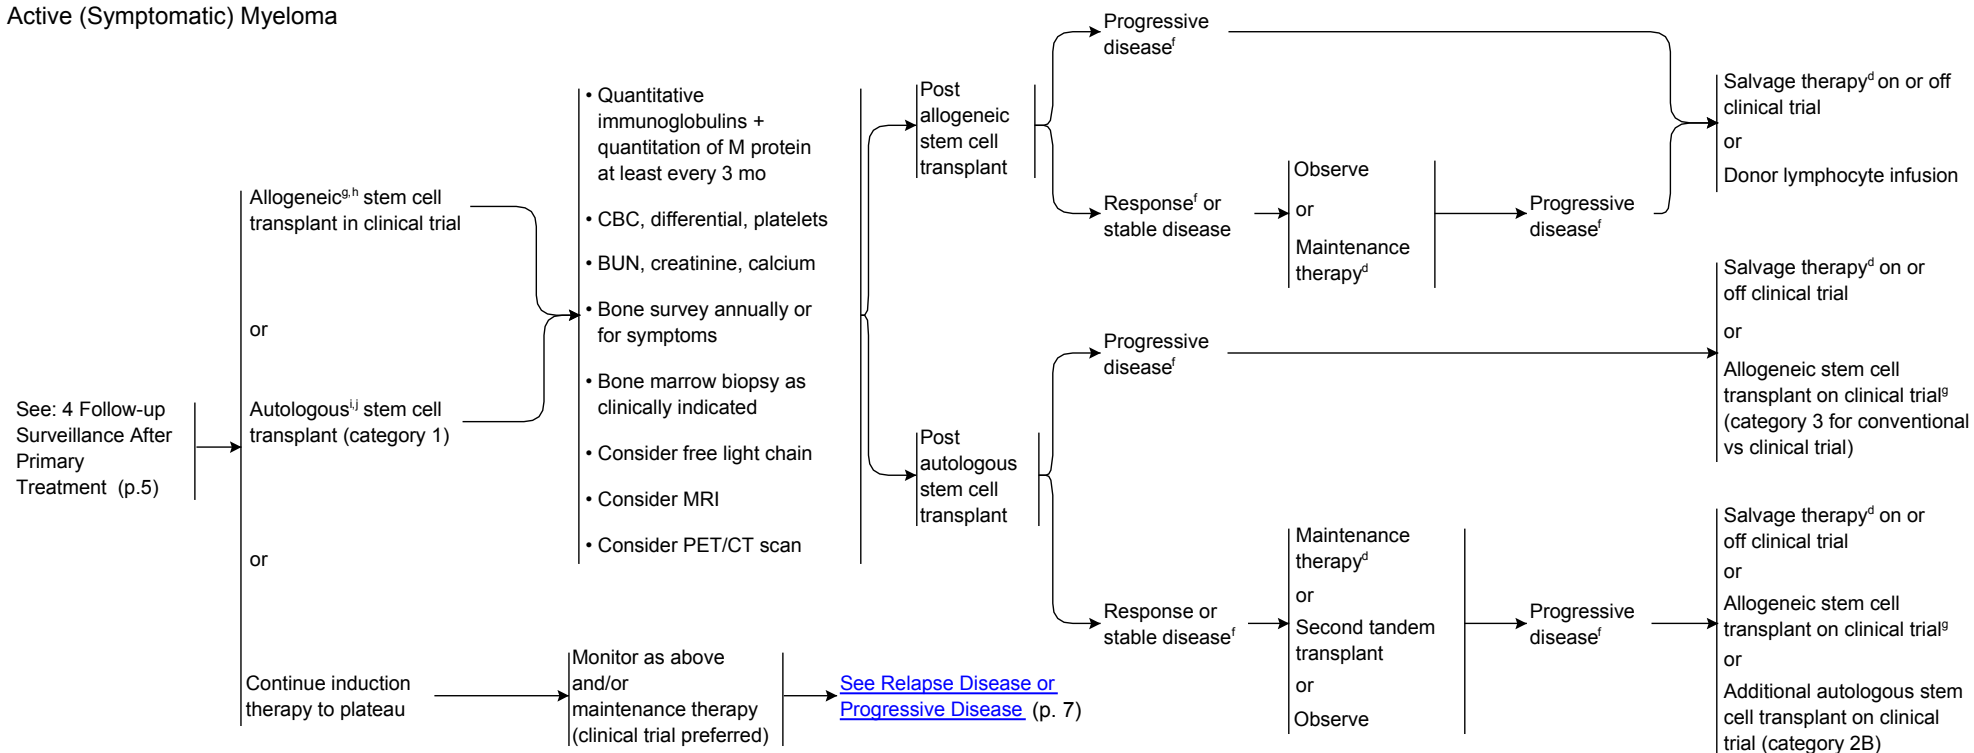 Active (Symptomatic) Myeloma
See: 4 Follow-up
Surveillance After
Primary
Treatment (p.5)
Allogeneicg,h stem cell
transplant in clinical trial
or
Autologousi,j stem cell
transplant (category 1)
or
Continue induction
therapy to plateau
• Quantitative
immunoglobulins +
quantitation of M protein
at least every 3 mo
• CBC, differential, platelets
• BUN, creatinine, calcium
• Bone survey annually or
for symptoms
• Bone marrow biopsy as
clinically indicated
• Consider free light chain
• Consider MRI
• Consider PET/CT scan
Monitor as above
and/or
maintenance therapy
(clinical trial preferred)
See Relapse Disease or
Progressive Disease (p. 7)
Post
allogeneic
stem cell
transplant
Progressive
diseasef
Response f or
stable disease
Observe
or
Maintenance
therapyd
Progressive
diseasef
Salvage therapyd on or off
clinical trial
or
Donor lymphocyte infusion
Post
autologous
stem cell
transplant
Progressive
diseasef
Salvage therapyd on or
off clinical trial
or
Allogeneic stem cell
transplant on clinical trialg
(category 3 for conventional
vs clinical trial)
Response or
stable diseasef
Maintenance
therapyd
or
Second tandem
transplant
or
Observe
Progressive
diseasef
Salvage therapyd on or
off clinical trial
or
Allogeneic stem cell
transplant on clinical trialg
or
Additional autologous stem
cell transplant on clinical
trial (category 2B)